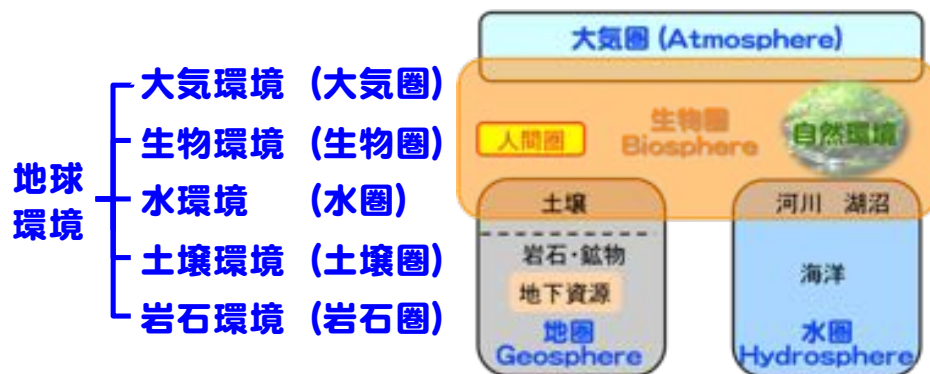 地球
環境
大気環境 (大気圏)
生物環境 (生物圏)
水環境 (水圏)
土壌環境 (土壌圏)
岩石環境 (岩石圏)
大気圏 (Atmosphere)
人間圏
生物圏
Biosphere
自然環境
土壌
岩石・鉱物
地下資源
地圏
Geosphere
河川 湖沼
海洋
水圏
Hydrosphere